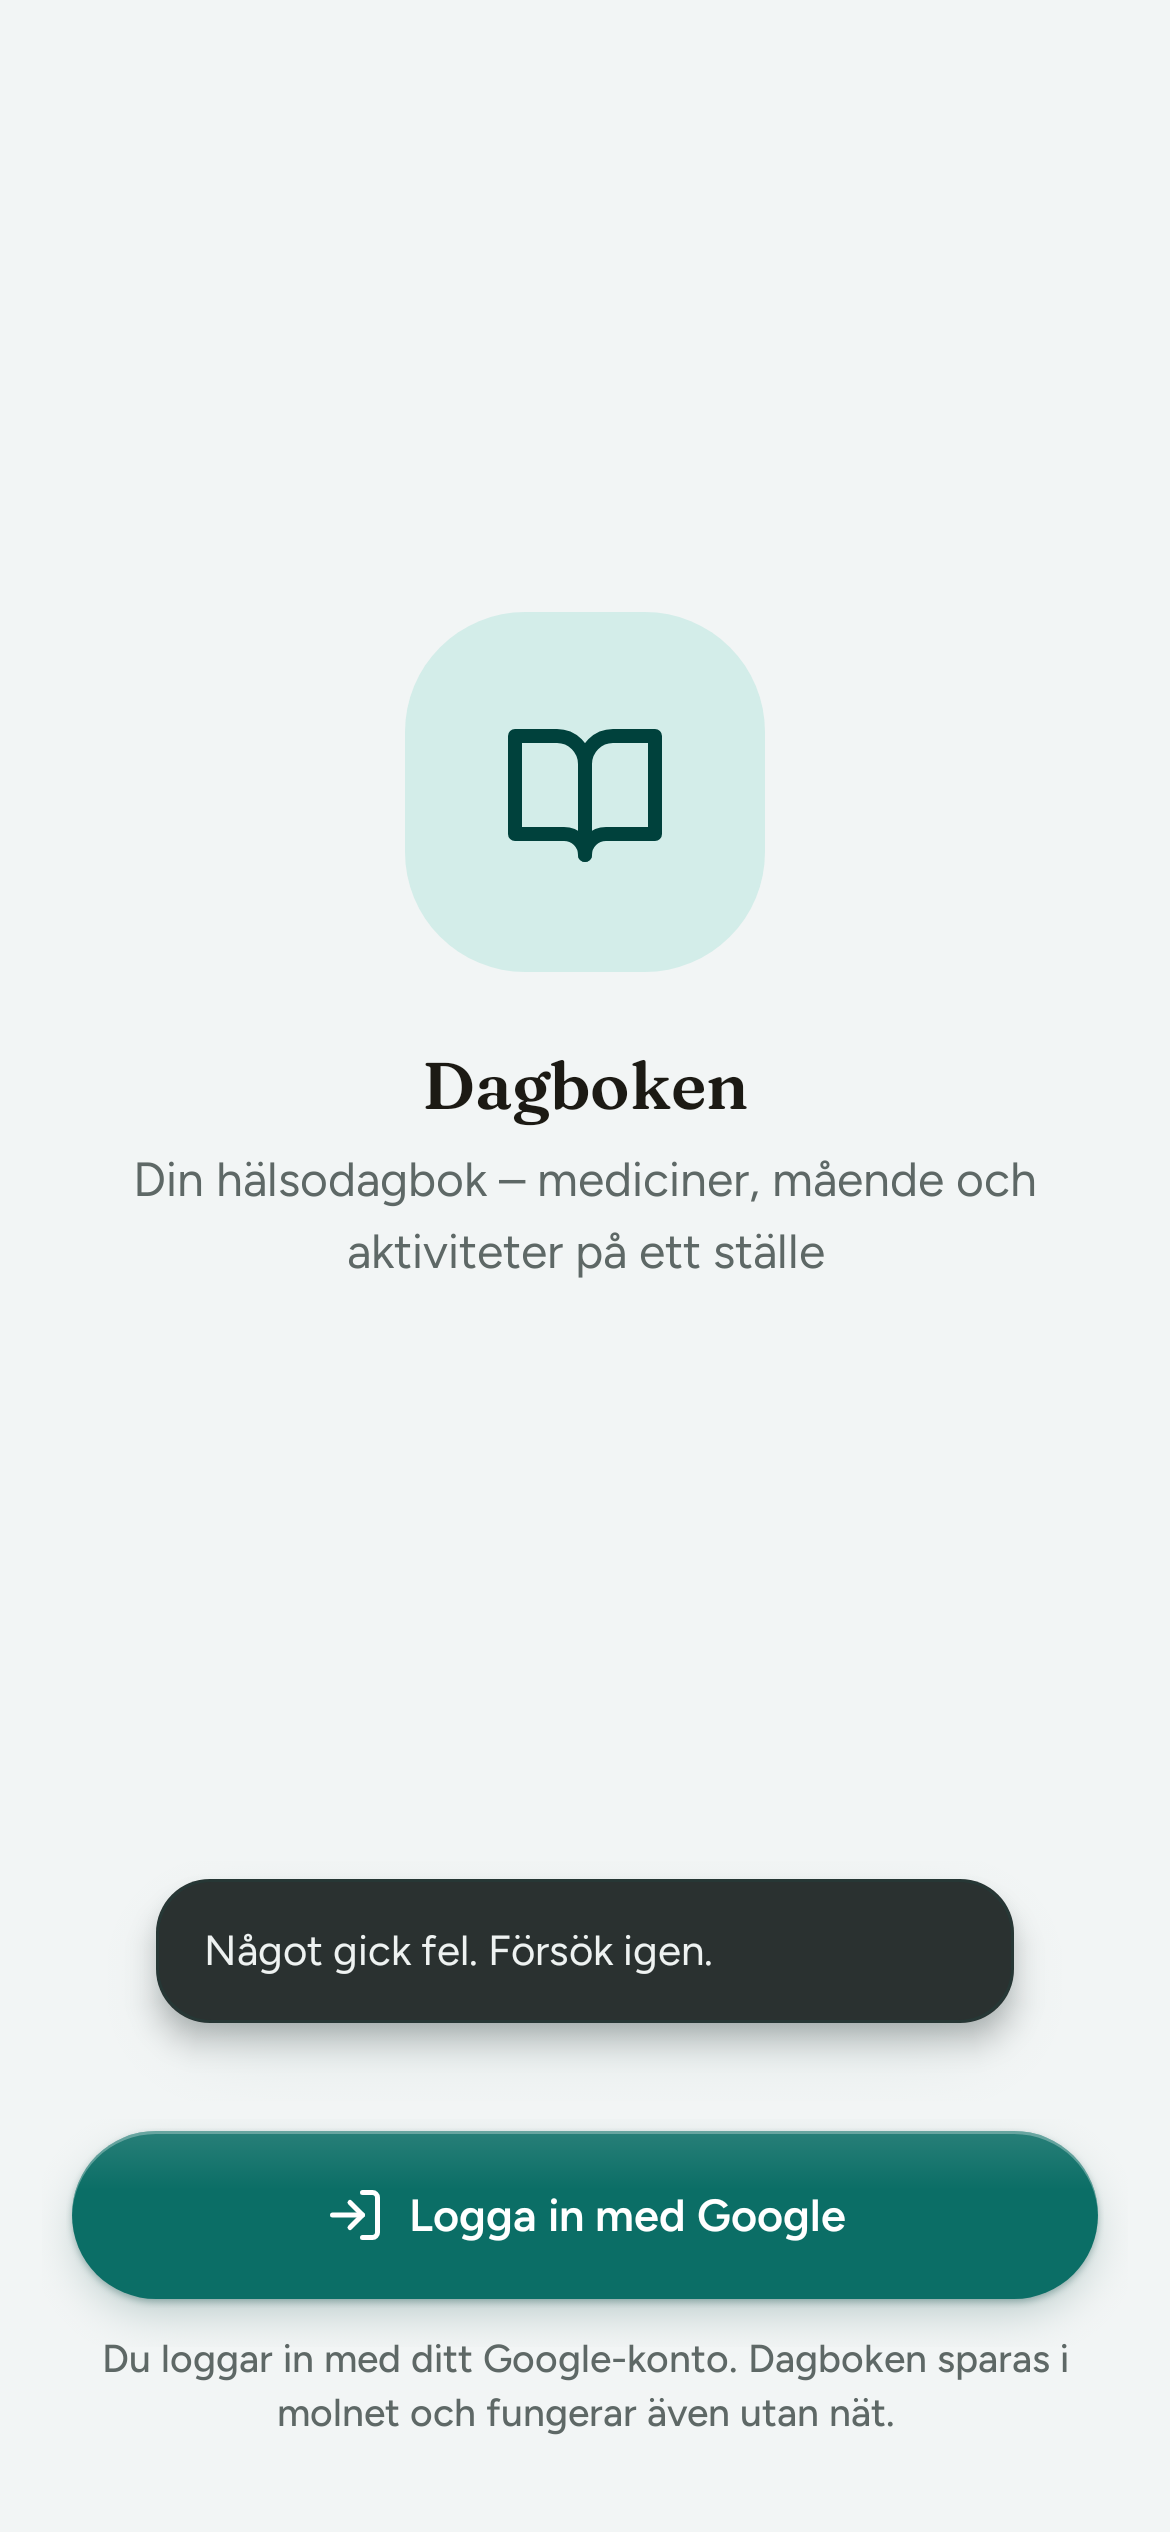 Dagboken
Din hälsodagbok – mediciner, mående och
aktiviteter på ett ställe
Något gick fel. Försök igen.
Logga in med Google
Du loggar in med ditt Google-konto. Dagboken sparas i
molnet och fungerar även utan nät.